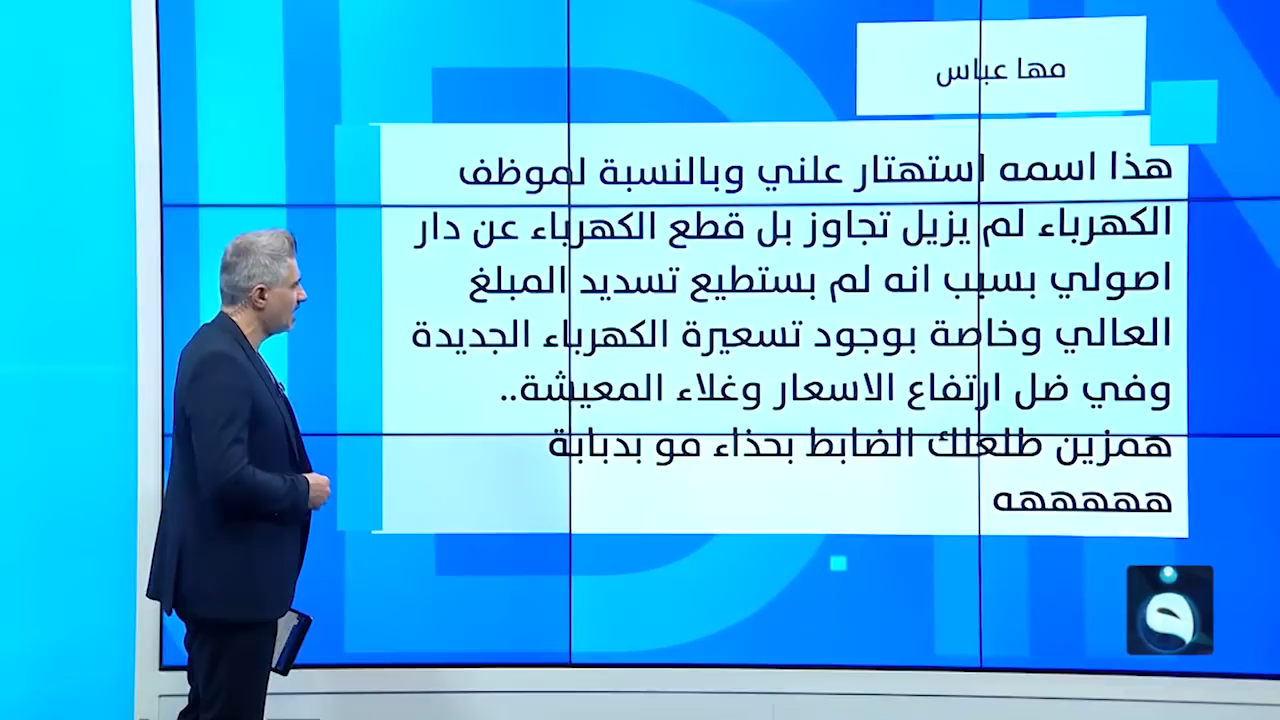 مها عباس
هذا اسمه استهتار علني وبالنسبة لموظف
الكهرباء لم يزيل تجاوز بل قطع الكهرباء عن دار
اصولي بسبب انه لم بستطيع تسديد المبلغ
العالي وخاصة بوجود تسعيرة الكهرباء الجديدة
وفي ضل ارتفاع الاسعار وغلاء المعيشة..
همزين طلعلك الضابط بحذاء مو بدبابة
هههههه